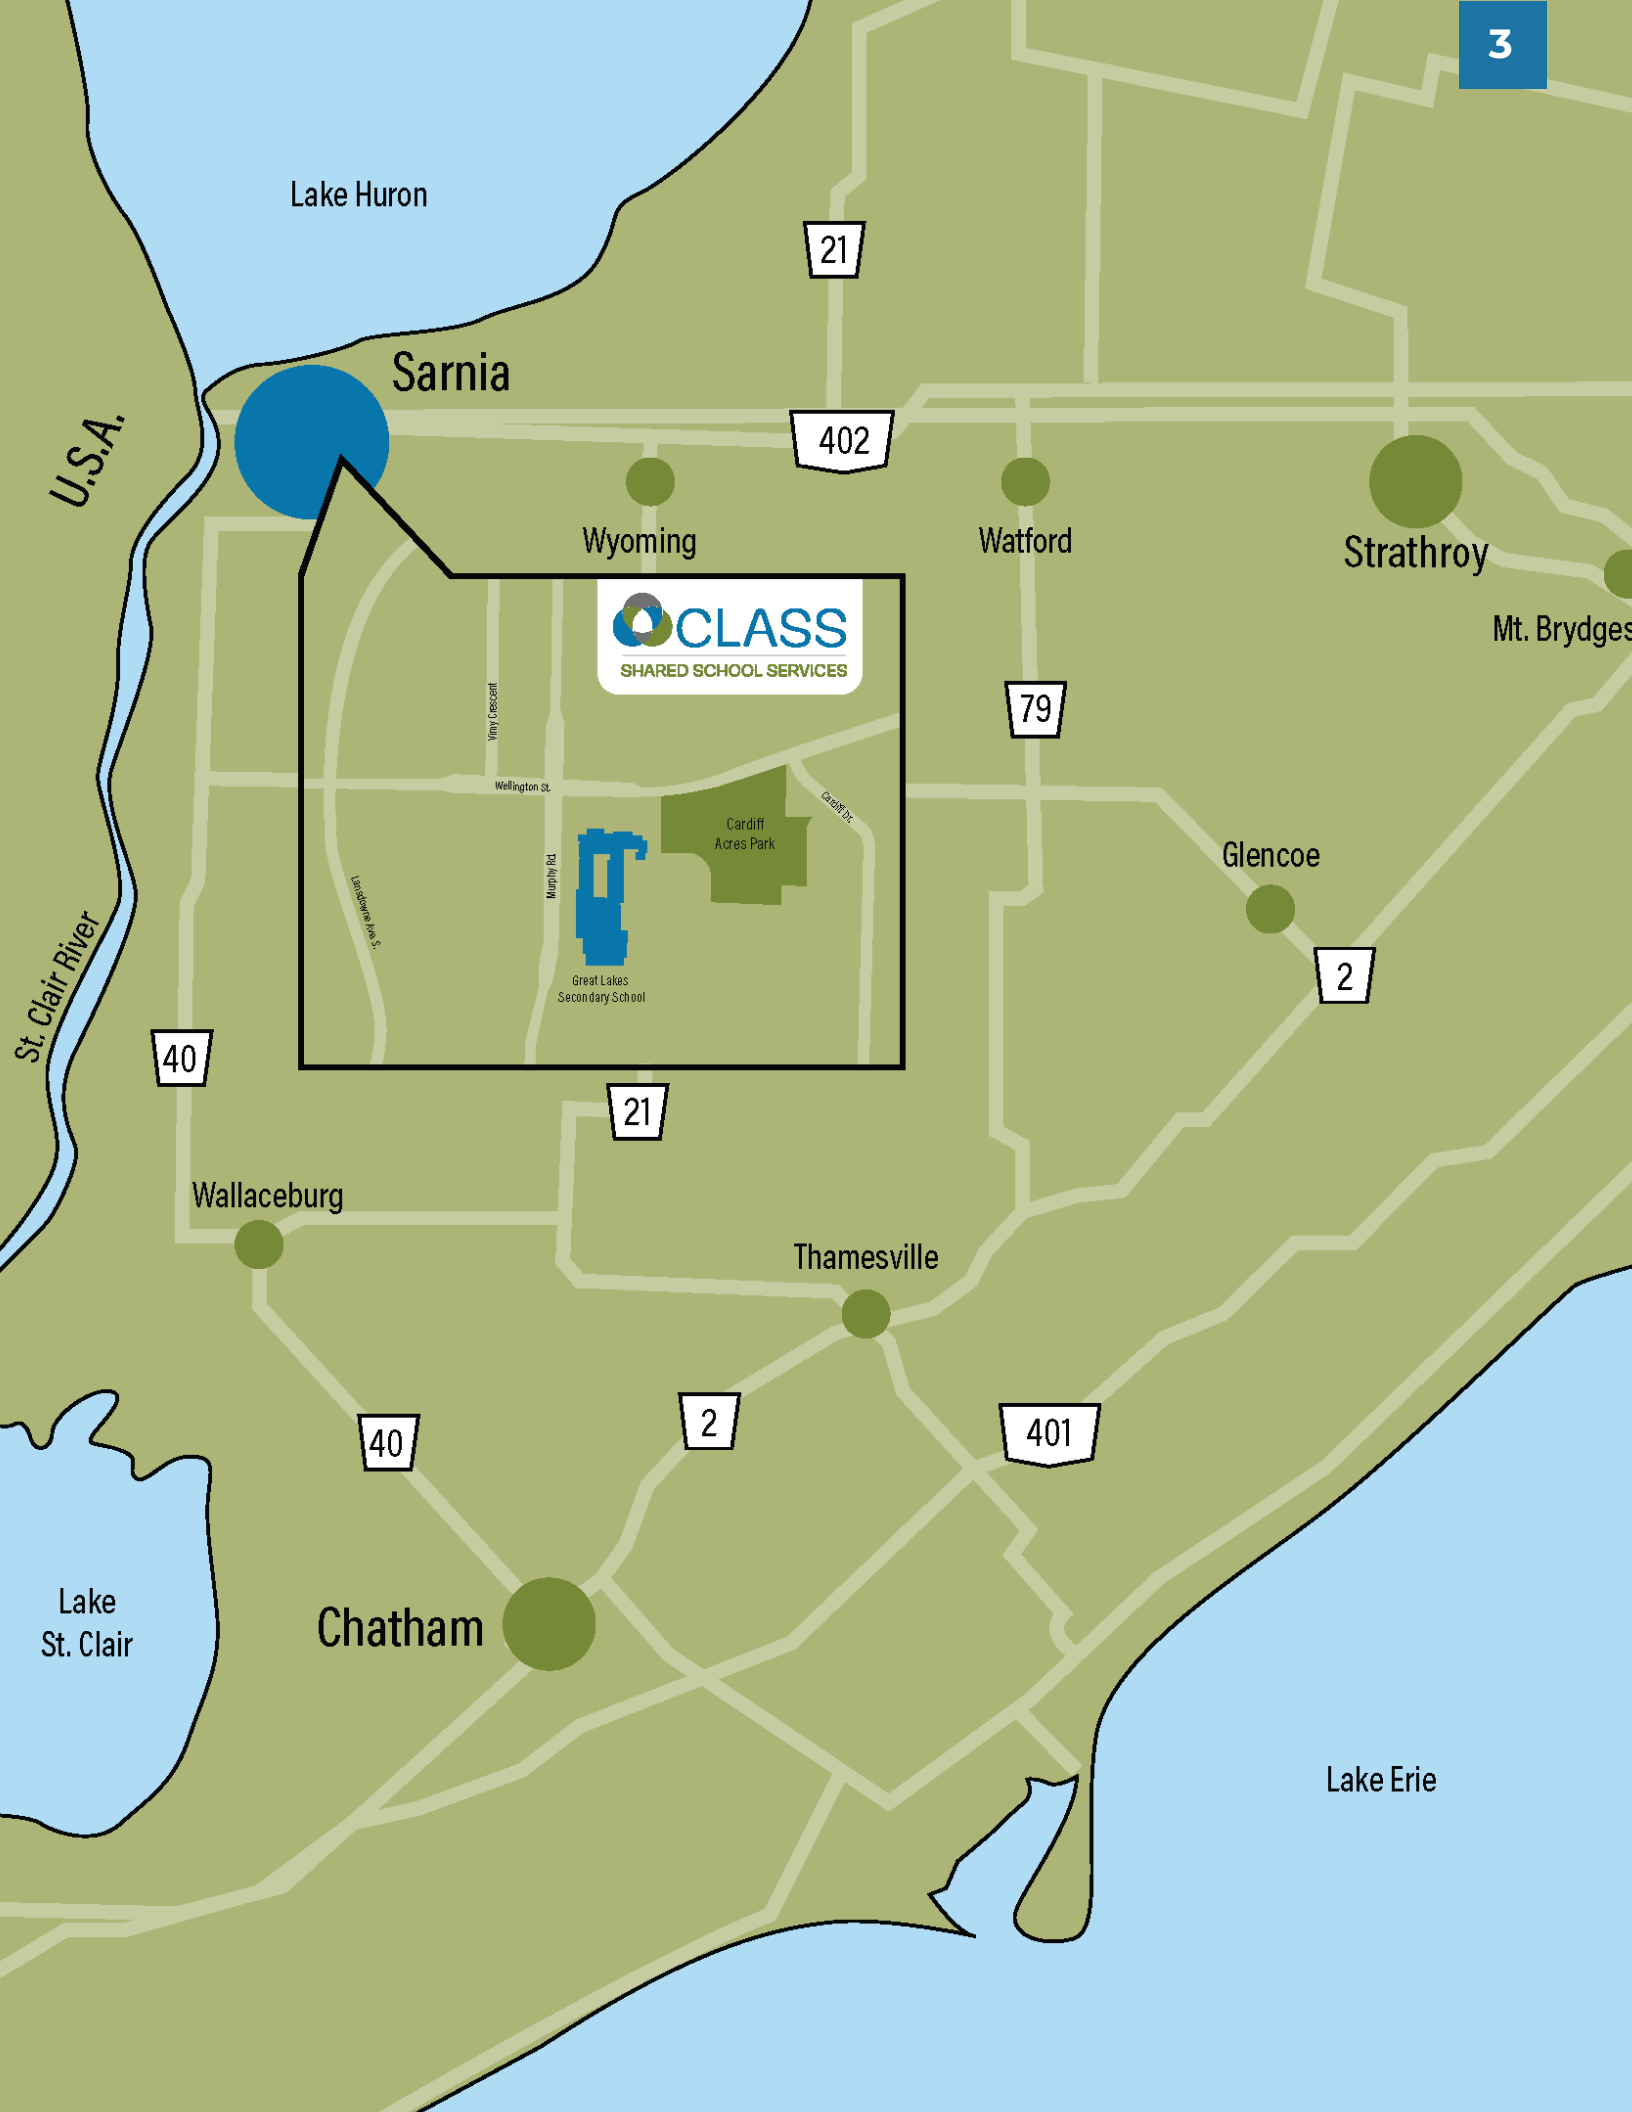 3
Lake Huron
21
Sarnia
402
U.S.A.
Wyoming
Watford
Strathroy
Mt. Brydges
CLASS
SHARED SCHOOL SERVICES
Vimy Crescent
79
Wellington St.
Cardiff Dr.
Cardiff
Acres Park
Murphy Rd.
Glencoe
Lansdowne Ave S.
St. Clair River
2
Great Lakes
Secondary School
40
21
Wallaceburg
Thamesville
2
40
401
Lake
St. Clair
Chatham
Lake Erie